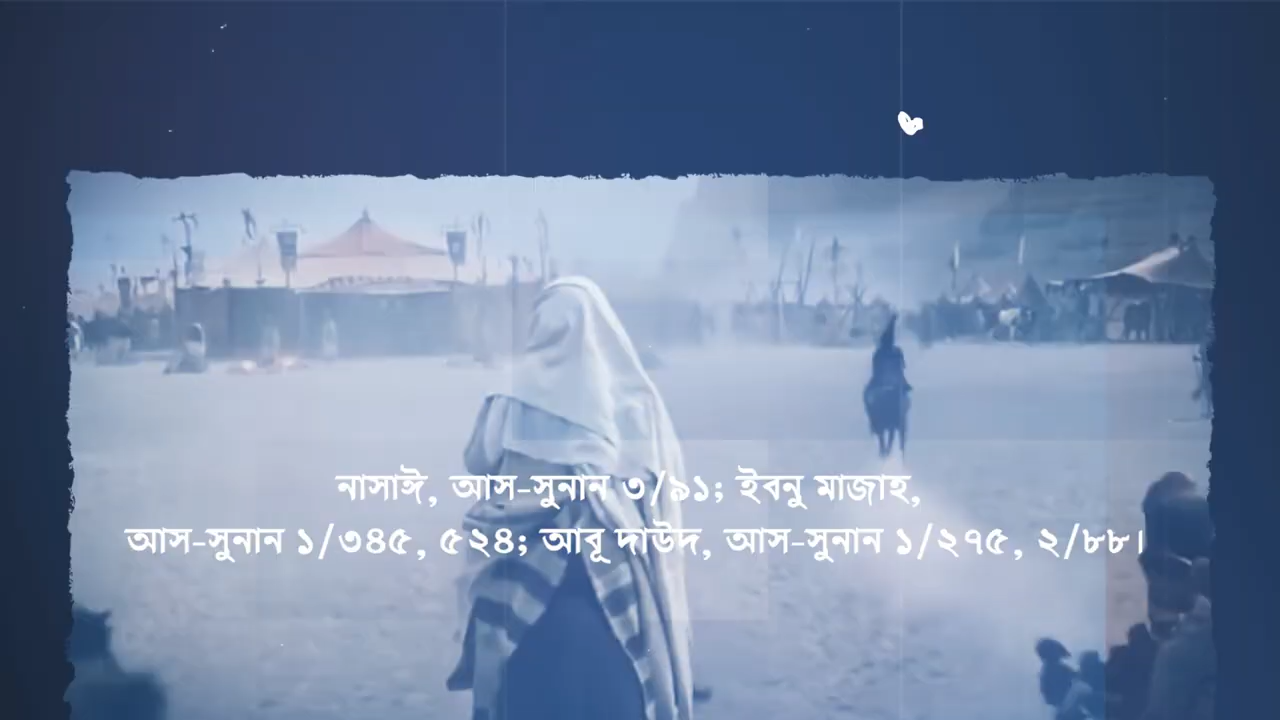 নাসাঈ, আস-সুনান ৩/৯১; ইবনু মাজাহ,
আস-সুনান ১/৩৪৫, ৫২৪; আবূ দাউদ, আস-সুনান ১/২৭৫, ২/৮৮।